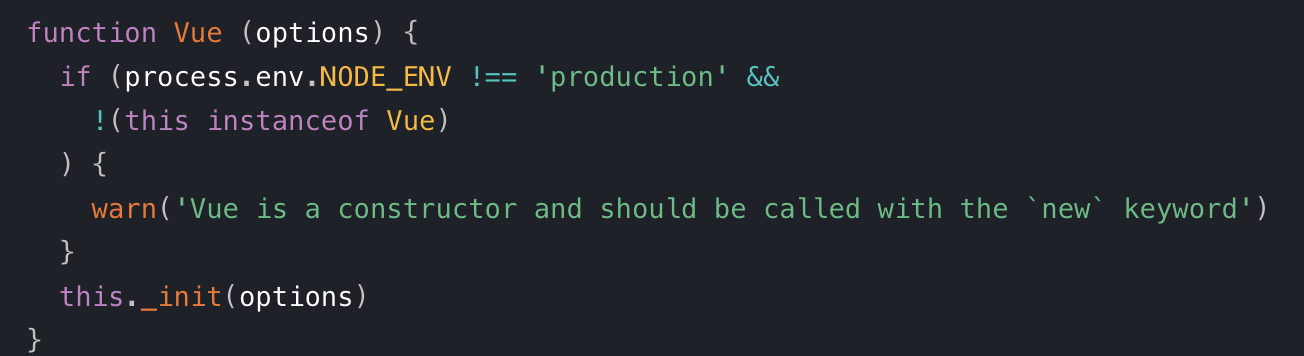 function Vue (options) {
  if (process.env.NODE_ENV !== 'production' &&
    !(this instanceof Vue)
  ) {
    warn('Vue is a constructor and should be called with the `new` keyword')
  }
  this._init(options)
}